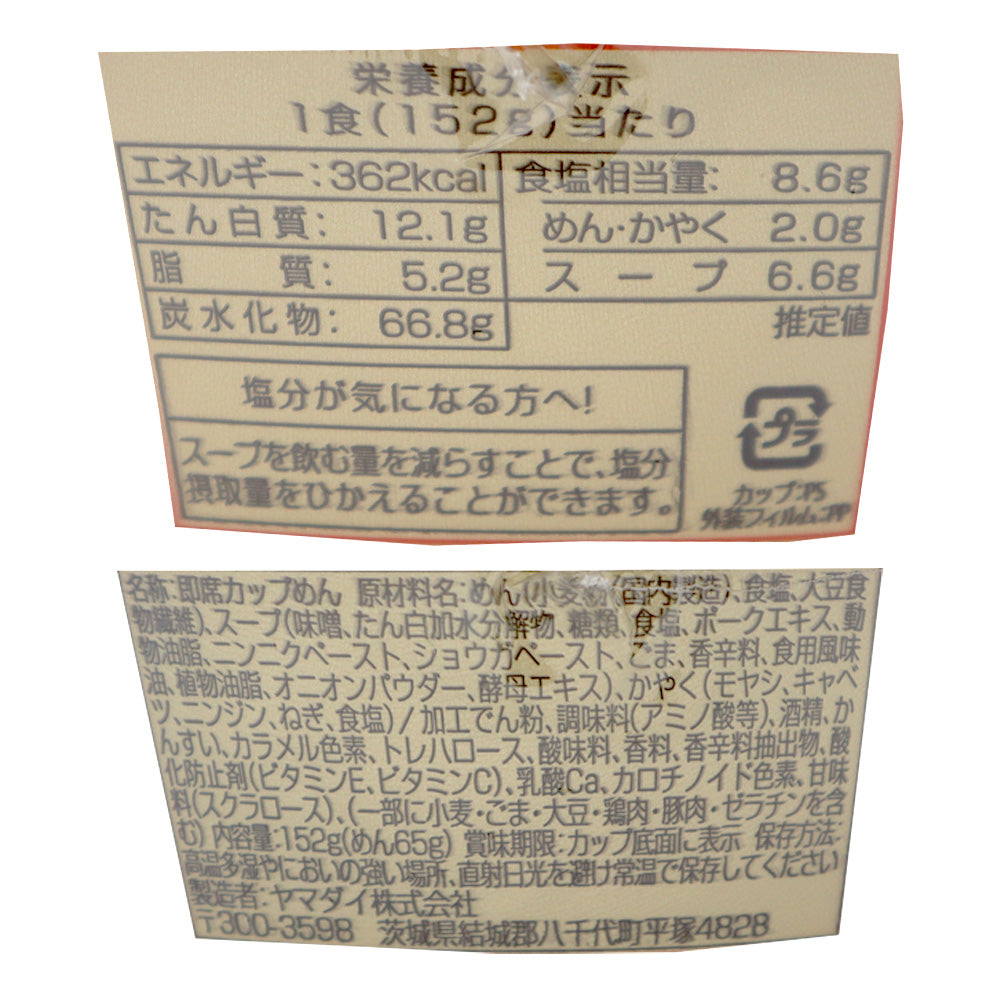 栄養成分表示
1食(152g)当たり
エネルギー:362kcal
たん白質: 12.1g
脂質: 5.2g
炭水化物: 66.8g
食塩相当量: 8.6g
めん・かやく 2.0g
スープ 6.6g
推定値
塩分が気になる方へ!
スープを飲む量を減らすことで、塩分
摂取量をひかえることができます。
プラ
カップ:PS
外装フィルム:PP
名称:即席カップめん 原材料名:めん(小麦粉(国内製造)、食塩、大豆食
物繊維)、スープ(味噌、たん白加水分解物、糖類、食塩、ポークエキス、動
物油脂、ニンニクペースト、ショウガペースト、ごま、香辛料、食用風味
油、植物油脂、オニオンパウダー、酵母エキス)、かやく(モヤシ、キャベ
ツ、ニンジン、ねぎ、食塩)/加工でん粉、調味料(アミノ酸等)、酒精、か
んすい、カラメル色素、トレハロース、酸味料、香料、香辛料抽出物、酸
化防止剤(ビタミンE、ビタミンC)、乳酸Ca、カロチノイド色素、甘味
料(スクラロース)、(一部に小麦・ごま・大豆・鶏肉・豚肉・ゼラチンを含
む) 内容量:152g(めん65g) 賞味期限:カップ底面に表示 保存方法:
高温多湿やにおいの強い場所、直射日光を避け常温で保存してください
製造者:ヤマダイ株式会社
〒300-3598 茨城県結城郡八千代町平塚4828